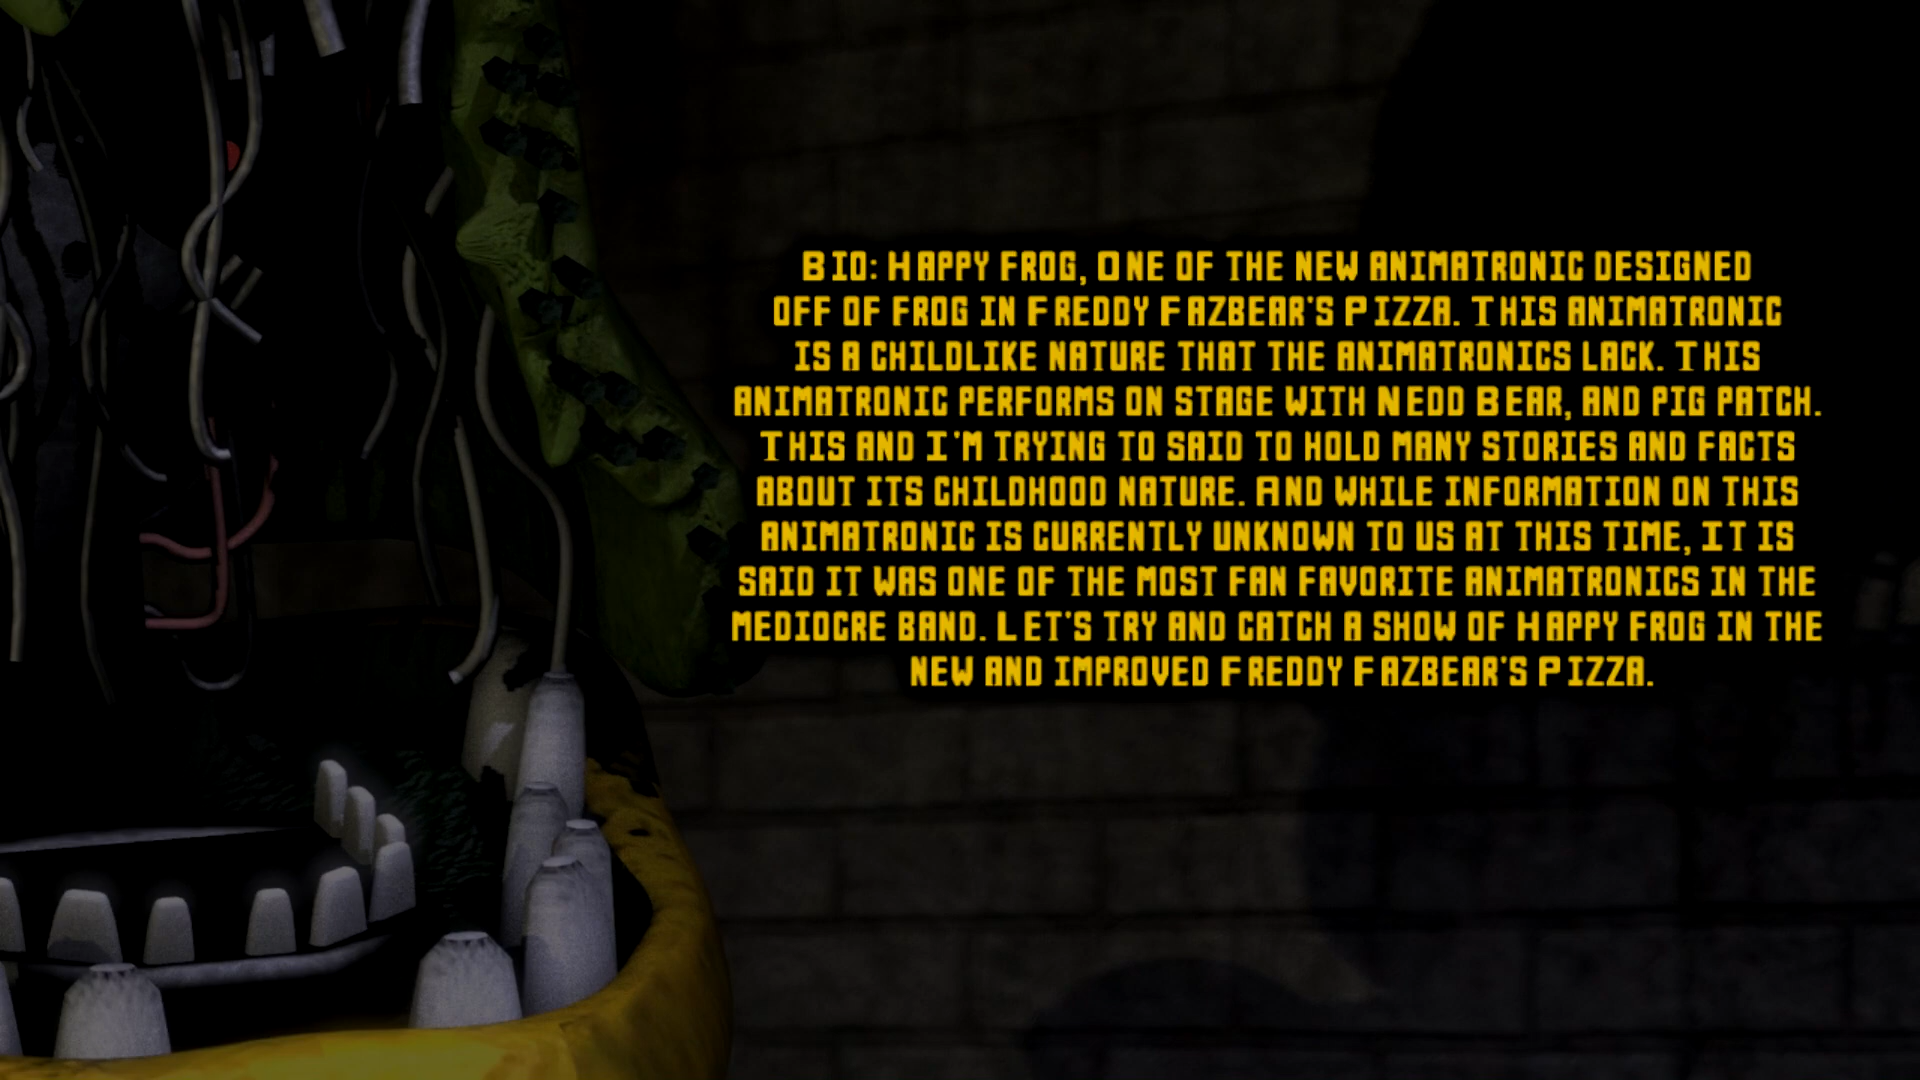 BIO: HAPPY FROG, ONE OF THE NEW ANIMATRONIC DESIGNED
OFF OF FROG IN FREDDY FAZBEAR'S PIZZA. THIS ANIMATRONIC
IS A CHILDLIKE NATURE THAT THE ANIMATRONICS LACK. THIS
ANIMATRONIC PERFORMS ON STAGE WITH NEDD BEAR, AND PIG PATCH.
THIS AND I'M TRYING TO SAID TO HOLD MANY STORIES AND FACTS
ABOUT ITS CHILDHOOD NATURE. AND WHILE INFORMATION ON THIS
ANIMATRONIC IS CURRENTLY UNKNOWN TO US AT THIS TIME, IT IS
SAID IT WAS ONE OF THE MOST FAN FAVORITE ANIMATRONICS IN THE
MEDIOCRE BAND. LET'S TRY AND CATCH A SHOW OF HAPPY FROG IN THE
NEW AND IMPROVED FREDDY FAZBEAR'S PIZZA.